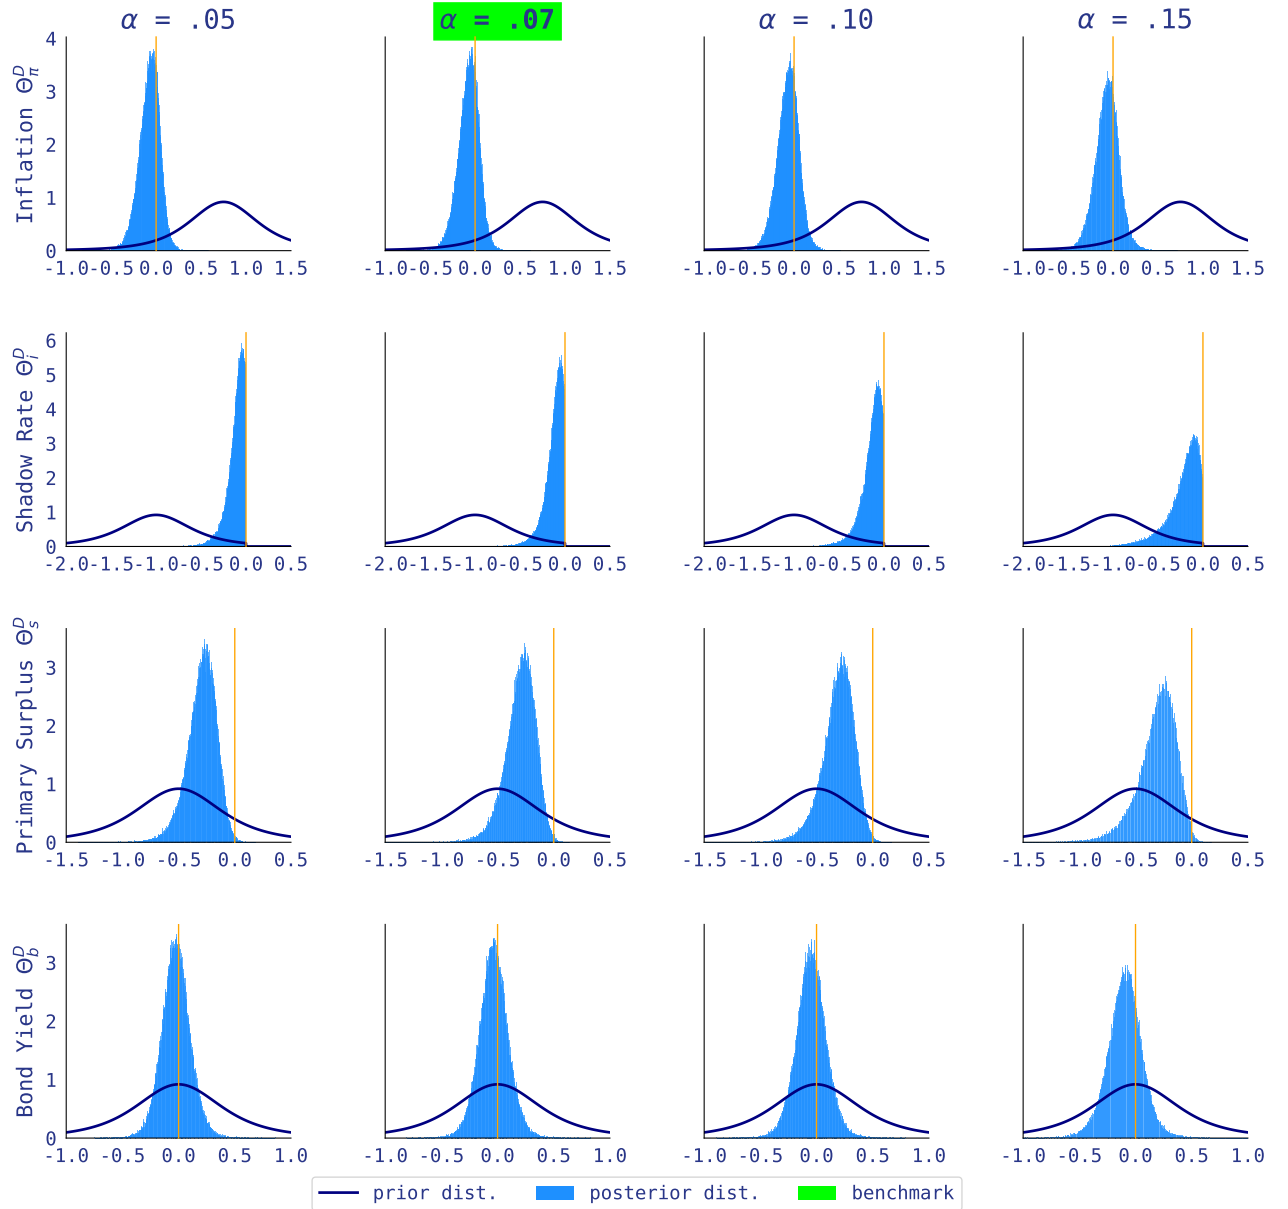 α = .05 α = .07 α = .10 α = .15
Inflation Θ_π^D
4
3
2
1
0
-1.0 -0.5 0.0 0.5 1.0 1.5 -1.0 -0.5 0.0 0.5 1.0 1.5 -1.0 -0.5 0.0 0.5 1.0 1.5 -1.0 -0.5 0.0 0.5 1.0 1.5
Shadow Rate Θ_i^D
6
5
4
3
2
1
0
-2.0 -1.5 -1.0 -0.5 0.0 0.5 -2.0 -1.5 -1.0 -0.5 0.0 0.5 -2.0 -1.5 -1.0 -0.5 0.0 0.5 -2.0 -1.5 -1.0 -0.5 0.0 0.5
Primary Surplus Θ_s^D
3
2
1
0
-1.5 -1.0 -0.5 0.0 0.5 -1.5 -1.0 -0.5 0.0 0.5 -1.5 -1.0 -0.5 0.0 0.5 -1.5 -1.0 -0.5 0.0 0.5
Bond Yield Θ_b^D
3
2
1
0
-1.0 -0.5 0.0 0.5 1.0 -1.0 -0.5 0.0 0.5 1.0 -1.0 -0.5 0.0 0.5 1.0 -1.0 -0.5 0.0 0.5 1.0
prior dist. posterior dist. benchmark